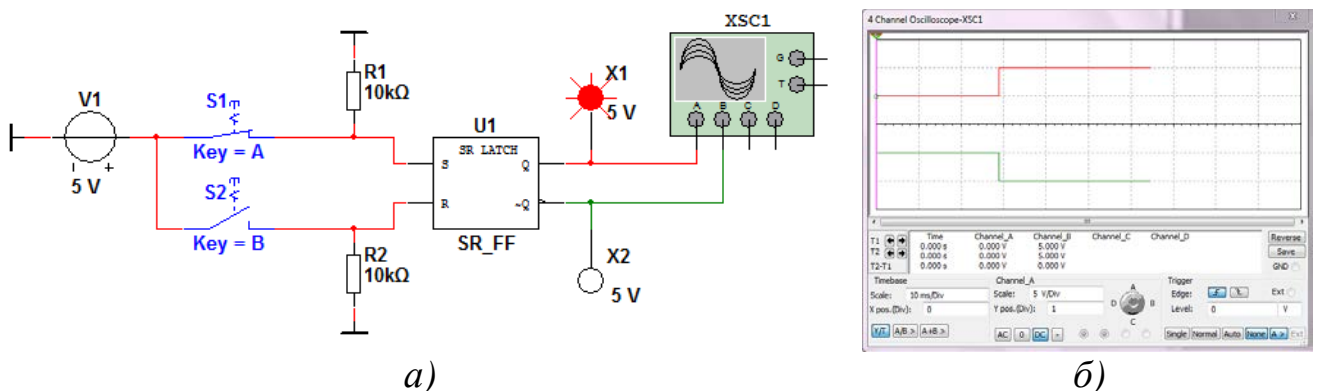 XSC1
G
T
A B C D
V1
5 V
S1
Key = A
S2
Key = B
R1
10kΩ
R2
10kΩ
U1
SR LATCH
S Q
R ~Q
SR_FF
X1
5 V
X2
5 V
a)
4 Channel Oscilloscope-XSC1
Time Channel_A Channel_B Channel_C Channel_D
T1 0.000 s 0.000 V 5.000 V
T2 0.000 s 0.000 V 5.000 V
T2-T1 0.000 s 0.000 V 0.000 V
Reverse
Save
GND
Timebase
Scale: 10 ms/Div
X pos.(Div): 0
Y/T A/B > A+B >
Channel_A
Scale: 5 V/Div
Y pos.(Div): 1
AC 0 DC -
A
D B
C
Trigger
Edge: Ext
Level: 0 V
Single Normal Auto None A > Ext
б)